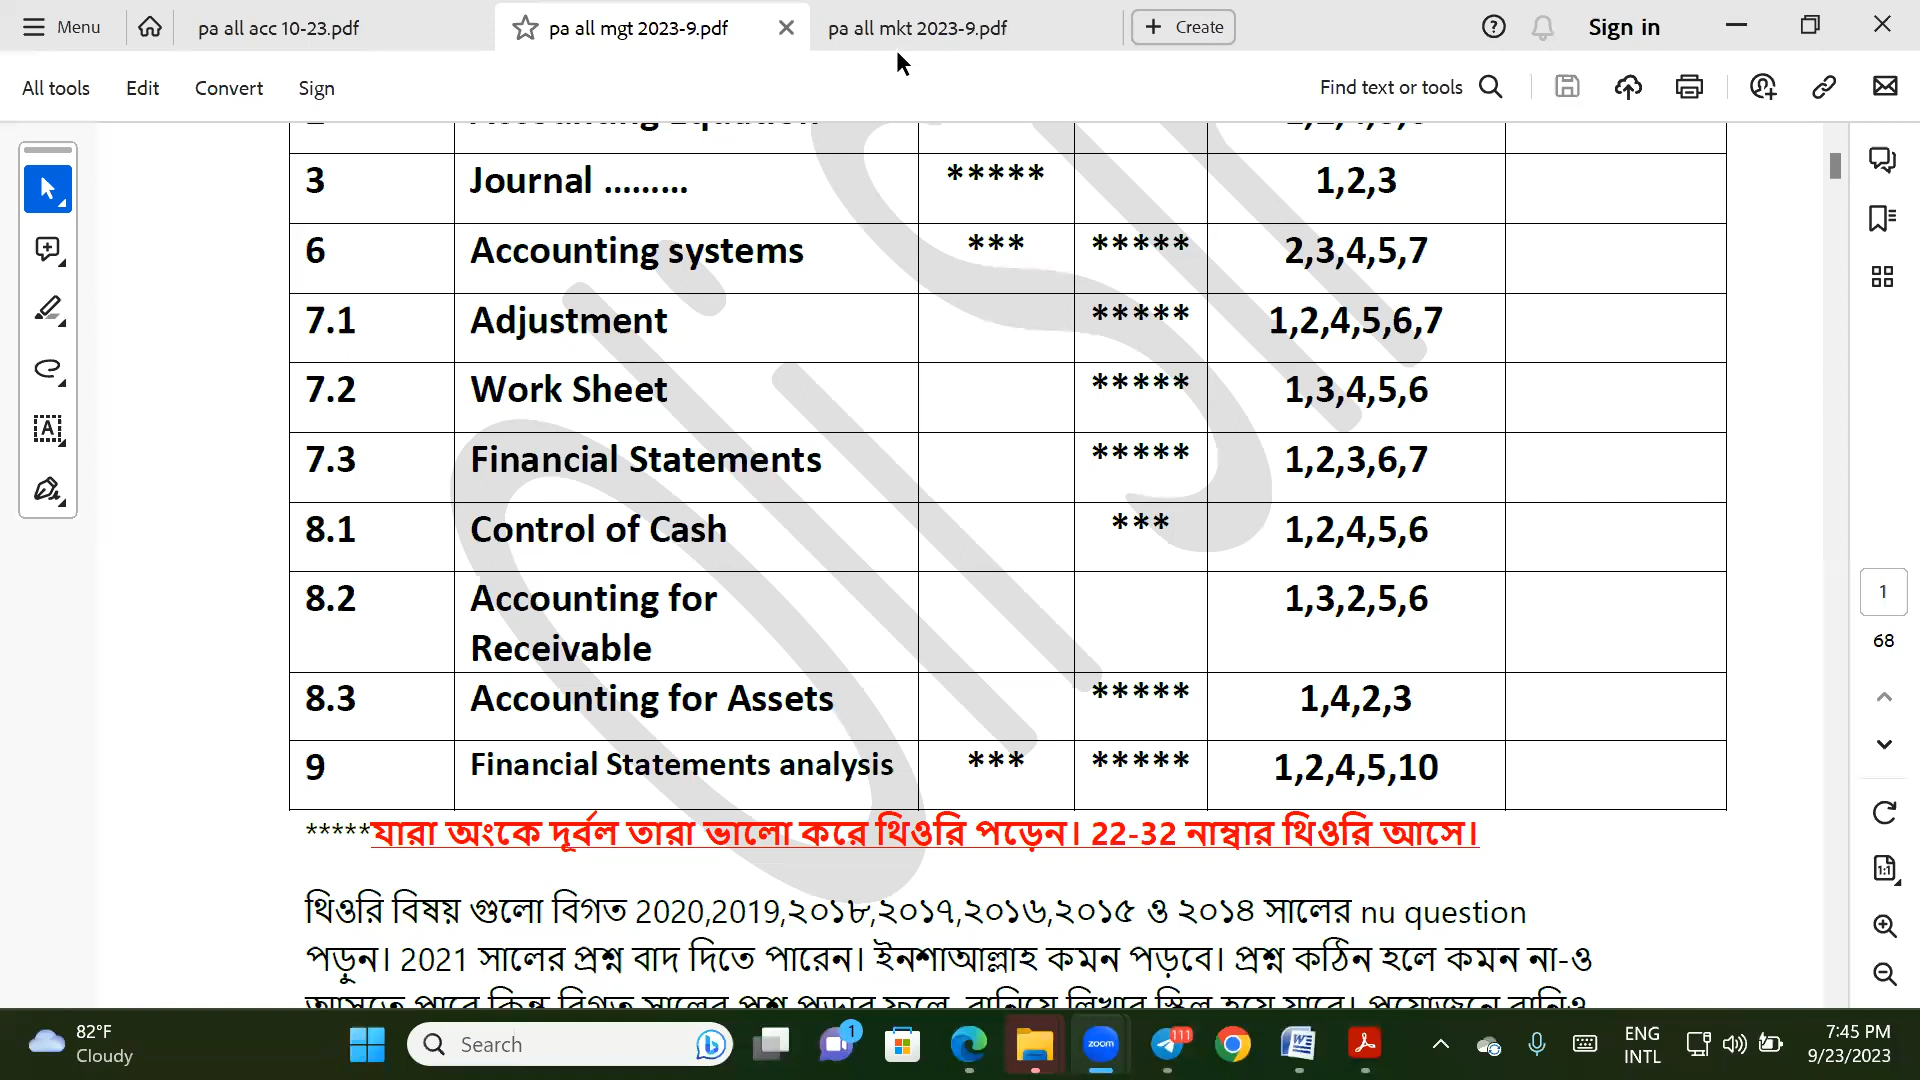 Menu
pa all acc 10-23.pdf
pa all mgt 2023-9.pdf
pa all mkt 2023-9.pdf
Create
Sign in
All tools
Edit
Convert
Sign
Find text or tools
3 Journal ......... ***** 1,2,3
6 Accounting systems *** ***** 2,3,4,5,7
7.1 Adjustment ***** 1,2,4,5,6,7
7.2 Work Sheet ***** 1,3,4,5,6
7.3 Financial Statements ***** 1,2,3,6,7
8.1 Control of Cash *** 1,2,4,5,6
8.2 Accounting for 1,3,2,5,6
Receivable
8.3 Accounting for Assets ***** 1,4,2,3
9 Financial Statements analysis *** ***** 1,2,4,5,10
*****যারা অংকে দূর্বল তারা ভালো করে থিওরি পড়েন। 22-32 নাম্বার থিওরি আসে।
থিওরি বিষয় গুলো বিগত 2020,2019,২০১৮,২০১৭,২০১৬,২০১৫ ও ২০১৪ সালের nu question
পড়ুন। 2021 সালের প্রশ্ন বাদ দিতে পারেন। ইনশাআল্লাহ কমন পড়বে। প্রশ্ন কঠিন হলে কমন না-ও
1
68
82°F
Cloudy
Search
1
zoom
111
ENG
INTL
7:45 PM
9/23/2023